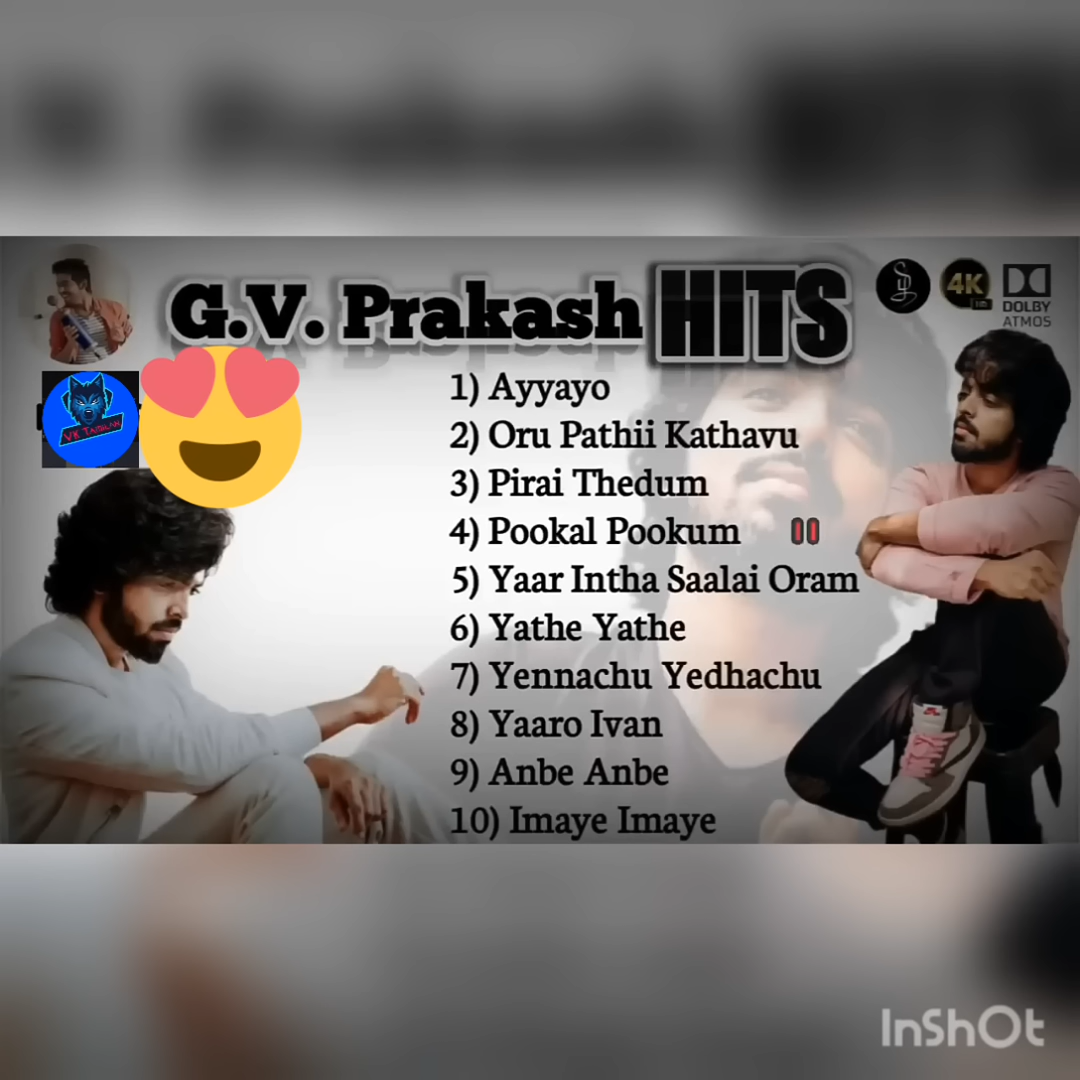 G.V. Prakash HITS
4K
DOLBY
ATMOS
VK TAMILAN
1) Ayyayo
2) Oru Pathii Kathavu
3) Pirai Thedum
4) Pookal Pookum
5) Yaar Intha Saalai Oram
6) Yathe Yathe
7) Yennachu Yedhachu
8) Yaaro Ivan
9) Anbe Anbe
10) Imaye Imaye
InShOt